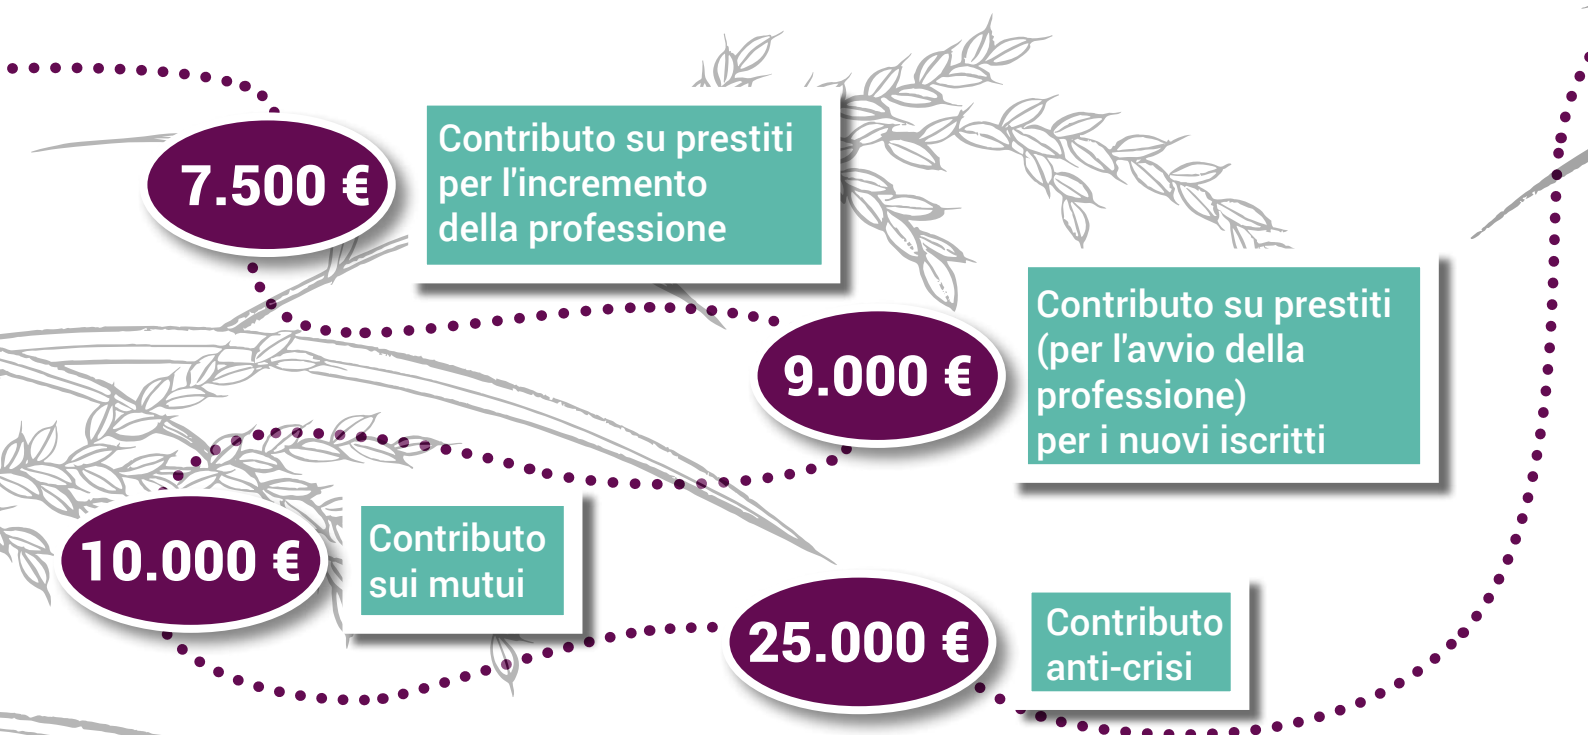 7.500 €
Contributo su prestiti
per l'incremento
della professione
9.000 €
Contributo su prestiti
(per l'avvio della
professione)
per i nuovi iscritti
10.000 €
Contributo
sui mutui
25.000 €
Contributo
anti-crisi